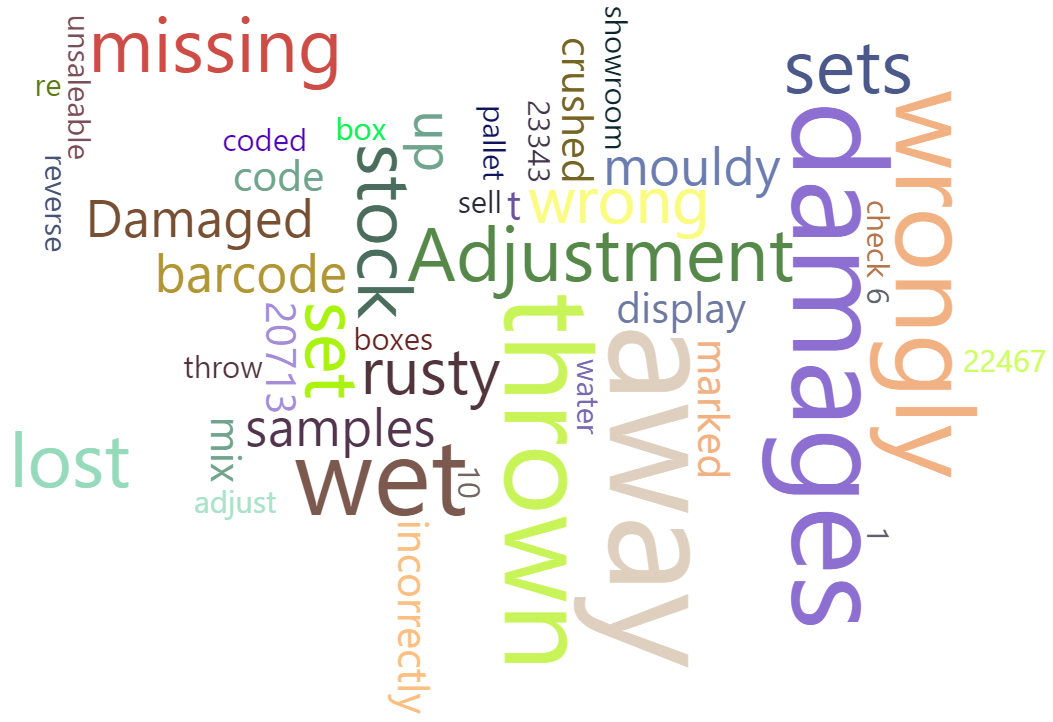 missing
unsaleable
re
reverse
coded
box
code
Damaged
barcode
stock
up
pallet
23343
crushed
showroom
mouldy
sell
t
wrong
Adjustment
sets
damages
wrongly
check
6
22467
1
display
away
marked
water
thrown
20713
set
boxes
throw
rusty
samples
mix
lost
adjust
wet
10
incorrectly